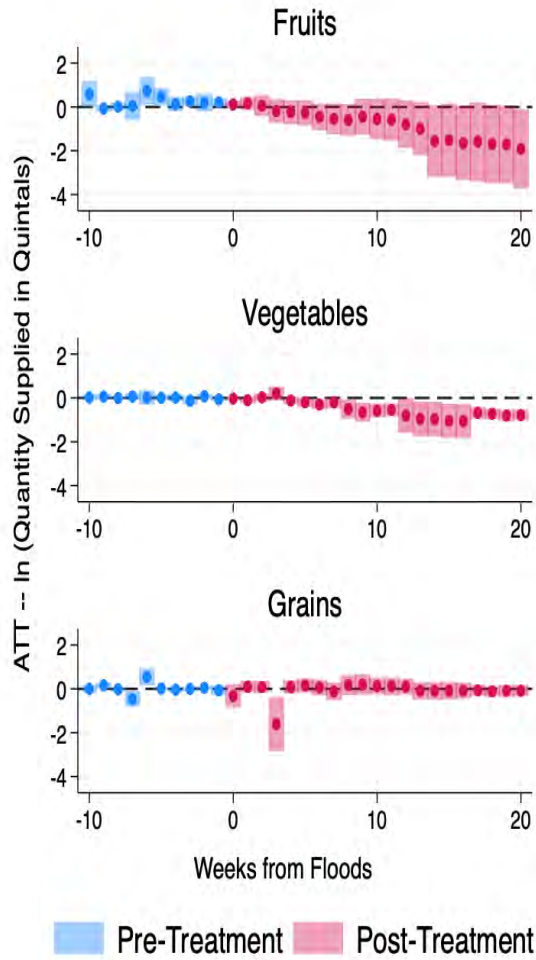 Fruits
2
0
-2
-4
-10 0 10 20
Vegetables
2
0
-2
-4
-10 0 10 20
Grains
2
0
-2
-4
-10 0 10 20
ATT -- ln (Quantity Supplied in Quintals)
Weeks from Floods
Pre-Treatment Post-Treatment